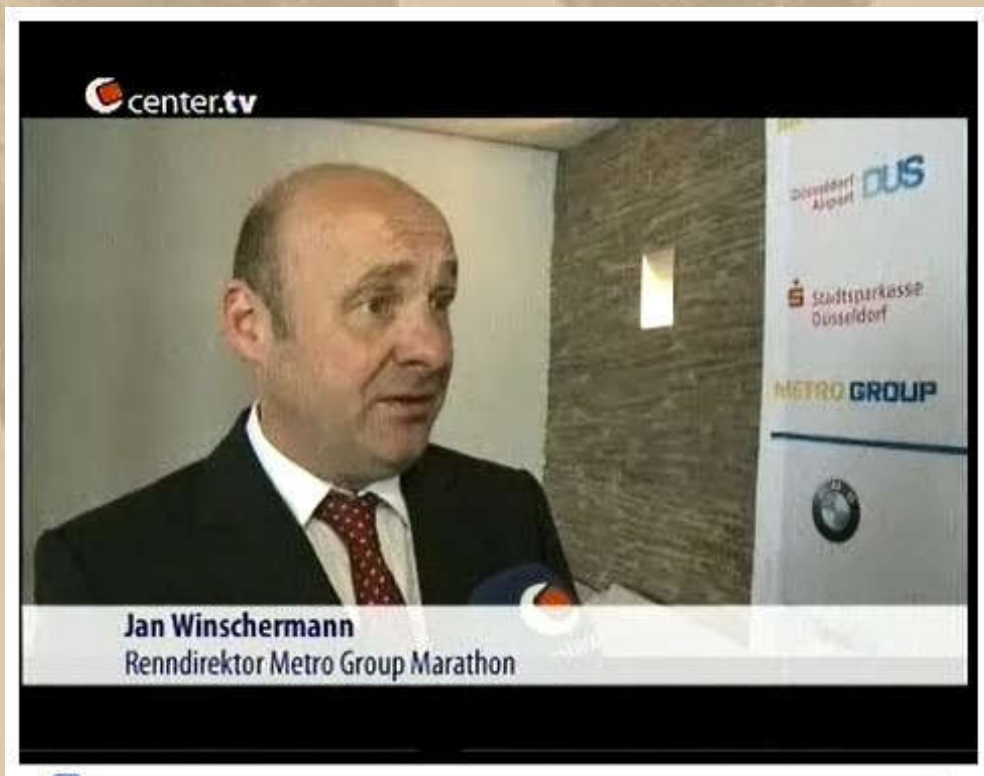 center.tv
Düsseldorf
Airport DUS
Stadtsparkasse
Düsseldorf
METRO GROUP
Jan Winschermann
Renndirektor Metro Group Marathon